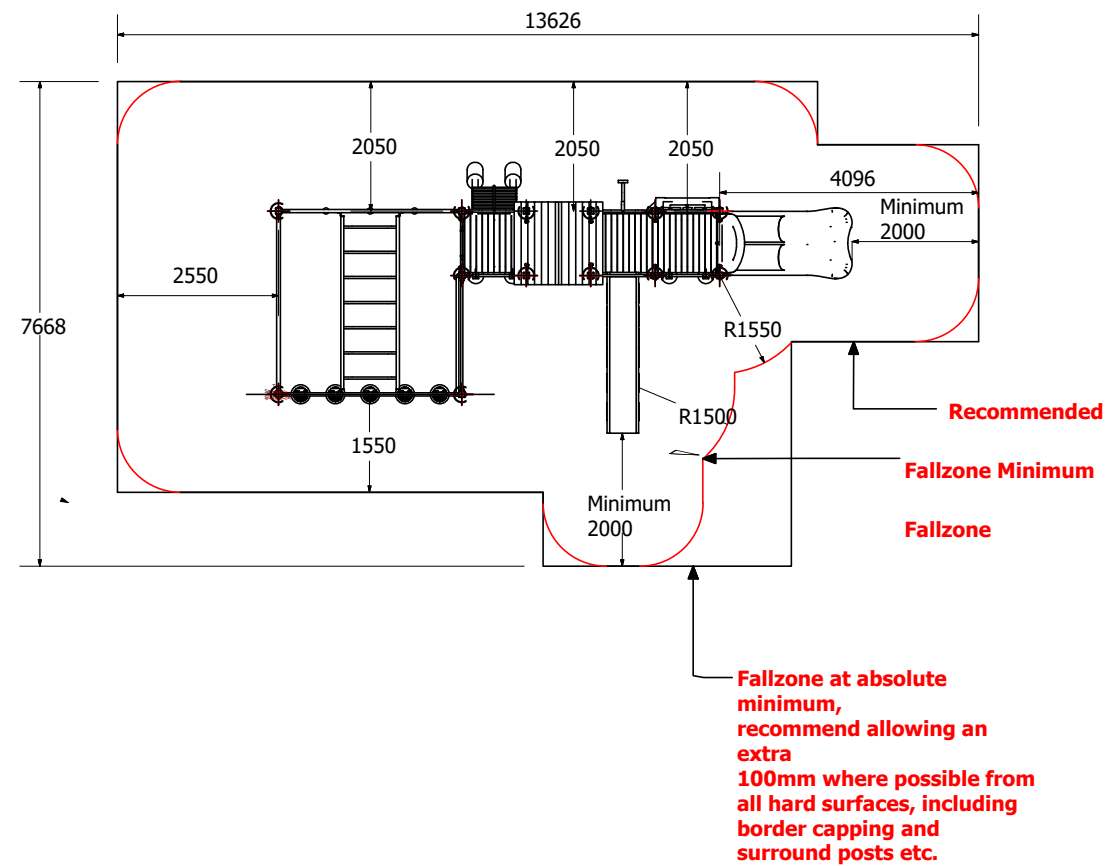 13626
2050
2050
2050
4096
Minimum
2000
2550
7668
R1550
R1500
1550
Minimum
2000
Recommended
Fallzone Minimum
Fallzone
Fallzone at absolute
minimum,
recommend allowing an
extra
100mm where possible from
all hard surfaces, including
border capping and
surround posts etc.